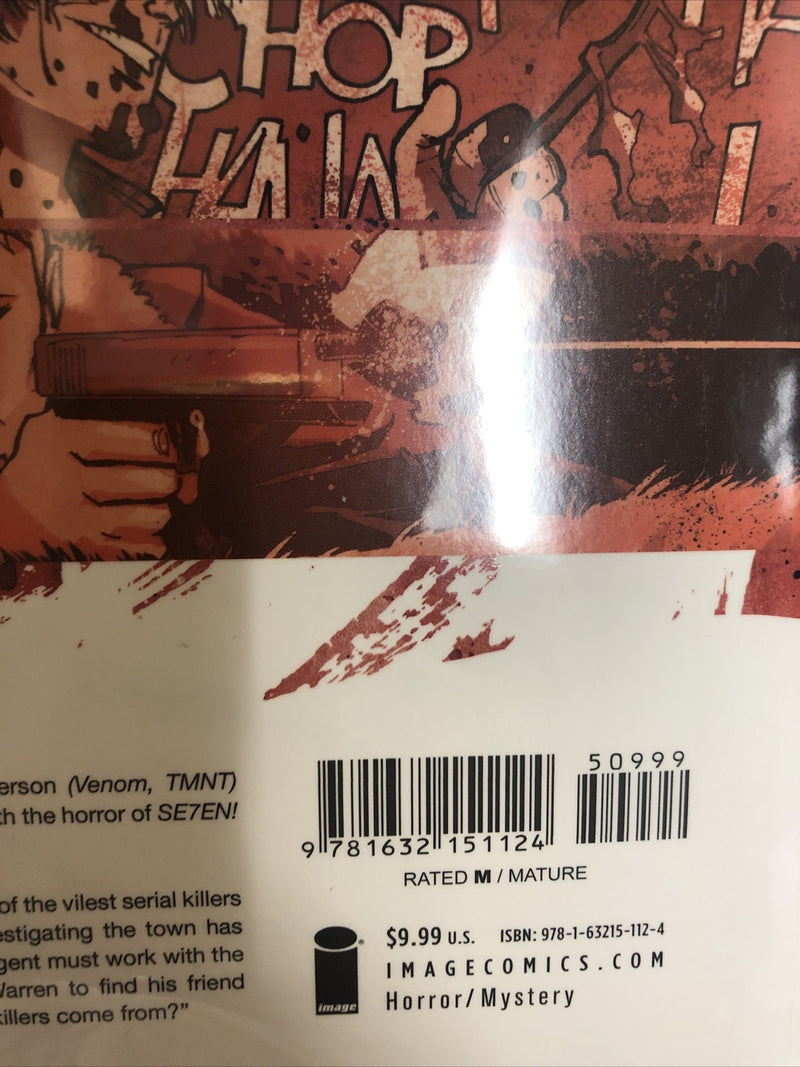 CHOP
erson (Venom, TMNT)
th the horror of SE7EN!
of the vilest serial killers
estigating the town has
gent must work with the
Warren to find his friend
killers come from?”
50999
9 781632 151124
RATED M / MATURE
$9.99 U.S. ISBN: 978-1-63215-112-4
IMAGECOMICS.COM
Horror/Mystery
image